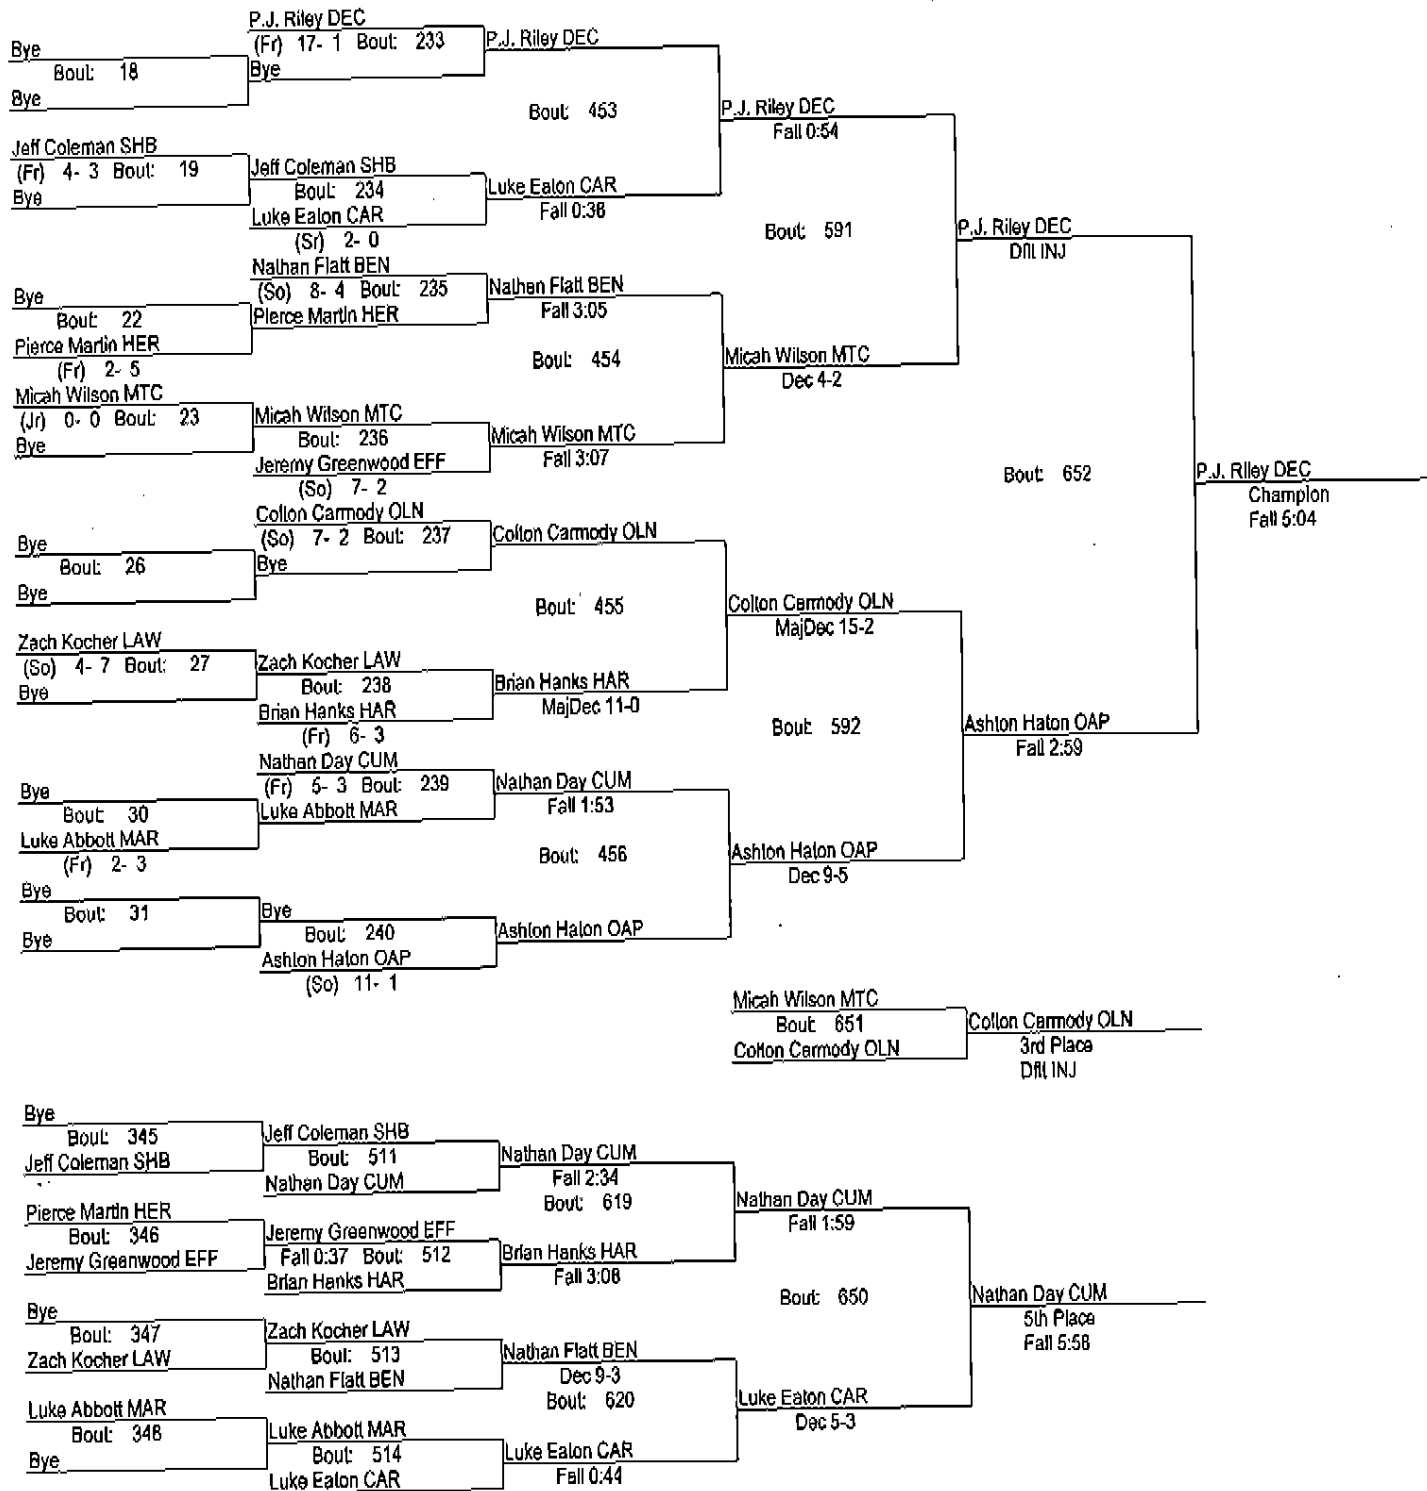 P.J. Riley DEC
Bye
(Fr) 17- 1 Bout: 233
P.J. Riley DEC
Bout: 18
Bye
Bye
Bout: 453
P.J. Riley DEC
Fall 0:54
Jeff Coleman SHB
(Fr) 4- 3 Bout: 19
Jeff Coleman SHB
Bye
Bout: 234
Luke Eaton CAR
Luke Eaton CAR
Fall 0:38
(Sr) 2- 0
Bout: 591
P.J. Riley DEC
Dflt INJ
Nathan Flatt BEN
Bye
(So) 8- 4 Bout: 235
Nathan Flatt BEN
Bout: 22
Pierce Martin HER
Fall 3:05
Pierce Martin HER
(Fr) 2- 5
Bout: 454
Micah Wilson MTC
Dec 4-2
Micah Wilson MTC
(Jr) 0- 0 Bout: 23
Micah Wilson MTC
Bye
Bout: 236
Micah Wilson MTC
Jeremy Greenwood EFF
Fall 3:07
(So) 7- 2
Bout: 652
P.J. Riley DEC
Champion
Fall 5:04
Colton Carmody OLN
Bye
(So) 7- 2 Bout: 237
Colton Carmody OLN
Bout: 26
Bye
Bye
Bout: 455
Colton Carmody OLN
MajDec 15-2
Zach Kocher LAW
(So) 4- 7 Bout: 27
Zach Kocher LAW
Bye
Bout: 238
Brian Hanks HAR
Brian Hanks HAR
MajDec 11-0
(Fr) 6- 3
Bout: 592
Ashton Haton OAP
Fall 2:59
Nathan Day CUM
Bye
(Fr) 5- 3 Bout: 239
Nathan Day CUM
Bout: 30
Luke Abbott MAR
Fall 1:53
Luke Abbott MAR
(Fr) 2- 3
Bout: 456
Ashton Haton OAP
Dec 9-5
Bye
Bout: 31
Bye
Bye
Bout: 240
Ashton Haton OAP
Ashton Haton OAP
(So) 11- 1
Micah Wilson MTC
Bout: 651
Colton Carmody OLN
Colton Carmody OLN
3rd Place
Dflt INJ
Bye
Bout: 345
Jeff Coleman SHB
Jeff Coleman SHB
Bout: 511
Nathan Day CUM
Nathan Day CUM
Fall 2:34
Bout: 619
Nathan Day CUM
Fall 1:59
Pierce Martin HER
Bout: 346
Jeremy Greenwood EFF
Jeremy Greenwood EFF
Fall 0:37 Bout: 512
Brian Hanks HAR
Brian Hanks HAR
Fall 3:08
Bout: 650
Nathan Day CUM
5th Place
Fall 5:58
Bye
Bout: 347
Zach Kocher LAW
Zach Kocher LAW
Bout: 513
Nathan Flatt BEN
Nathan Flatt BEN
Dec 9-3
Bout: 620
Luke Eaton CAR
Dec 5-3
Luke Abbott MAR
Bout: 348
Bye
Luke Abbott MAR
Bout: 514
Luke Eaton CAR
Luke Eaton CAR
Fall 0:44